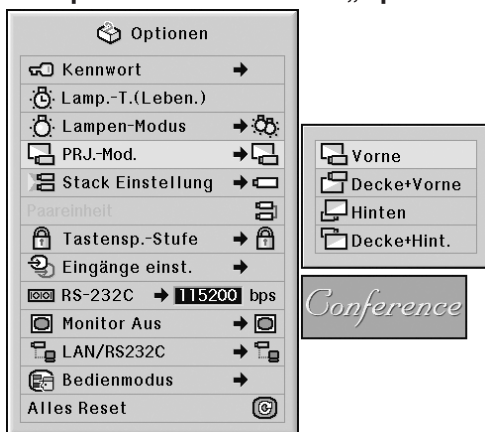 Optionen
Kennwort
Lamp.-T.(Leben.)
Lampen-Modus
PRJ.-Mod.
Stack Einstellung
Paareinheit
Tastensp.-Stufe
Eingänge einst.
RS-232C 115200 bps
Monitor Aus
LAN/RS232C
Bedienmodus
Alles Reset
Vorne
Decke+Vorne
Hinten
Decke+Hint.
Conference